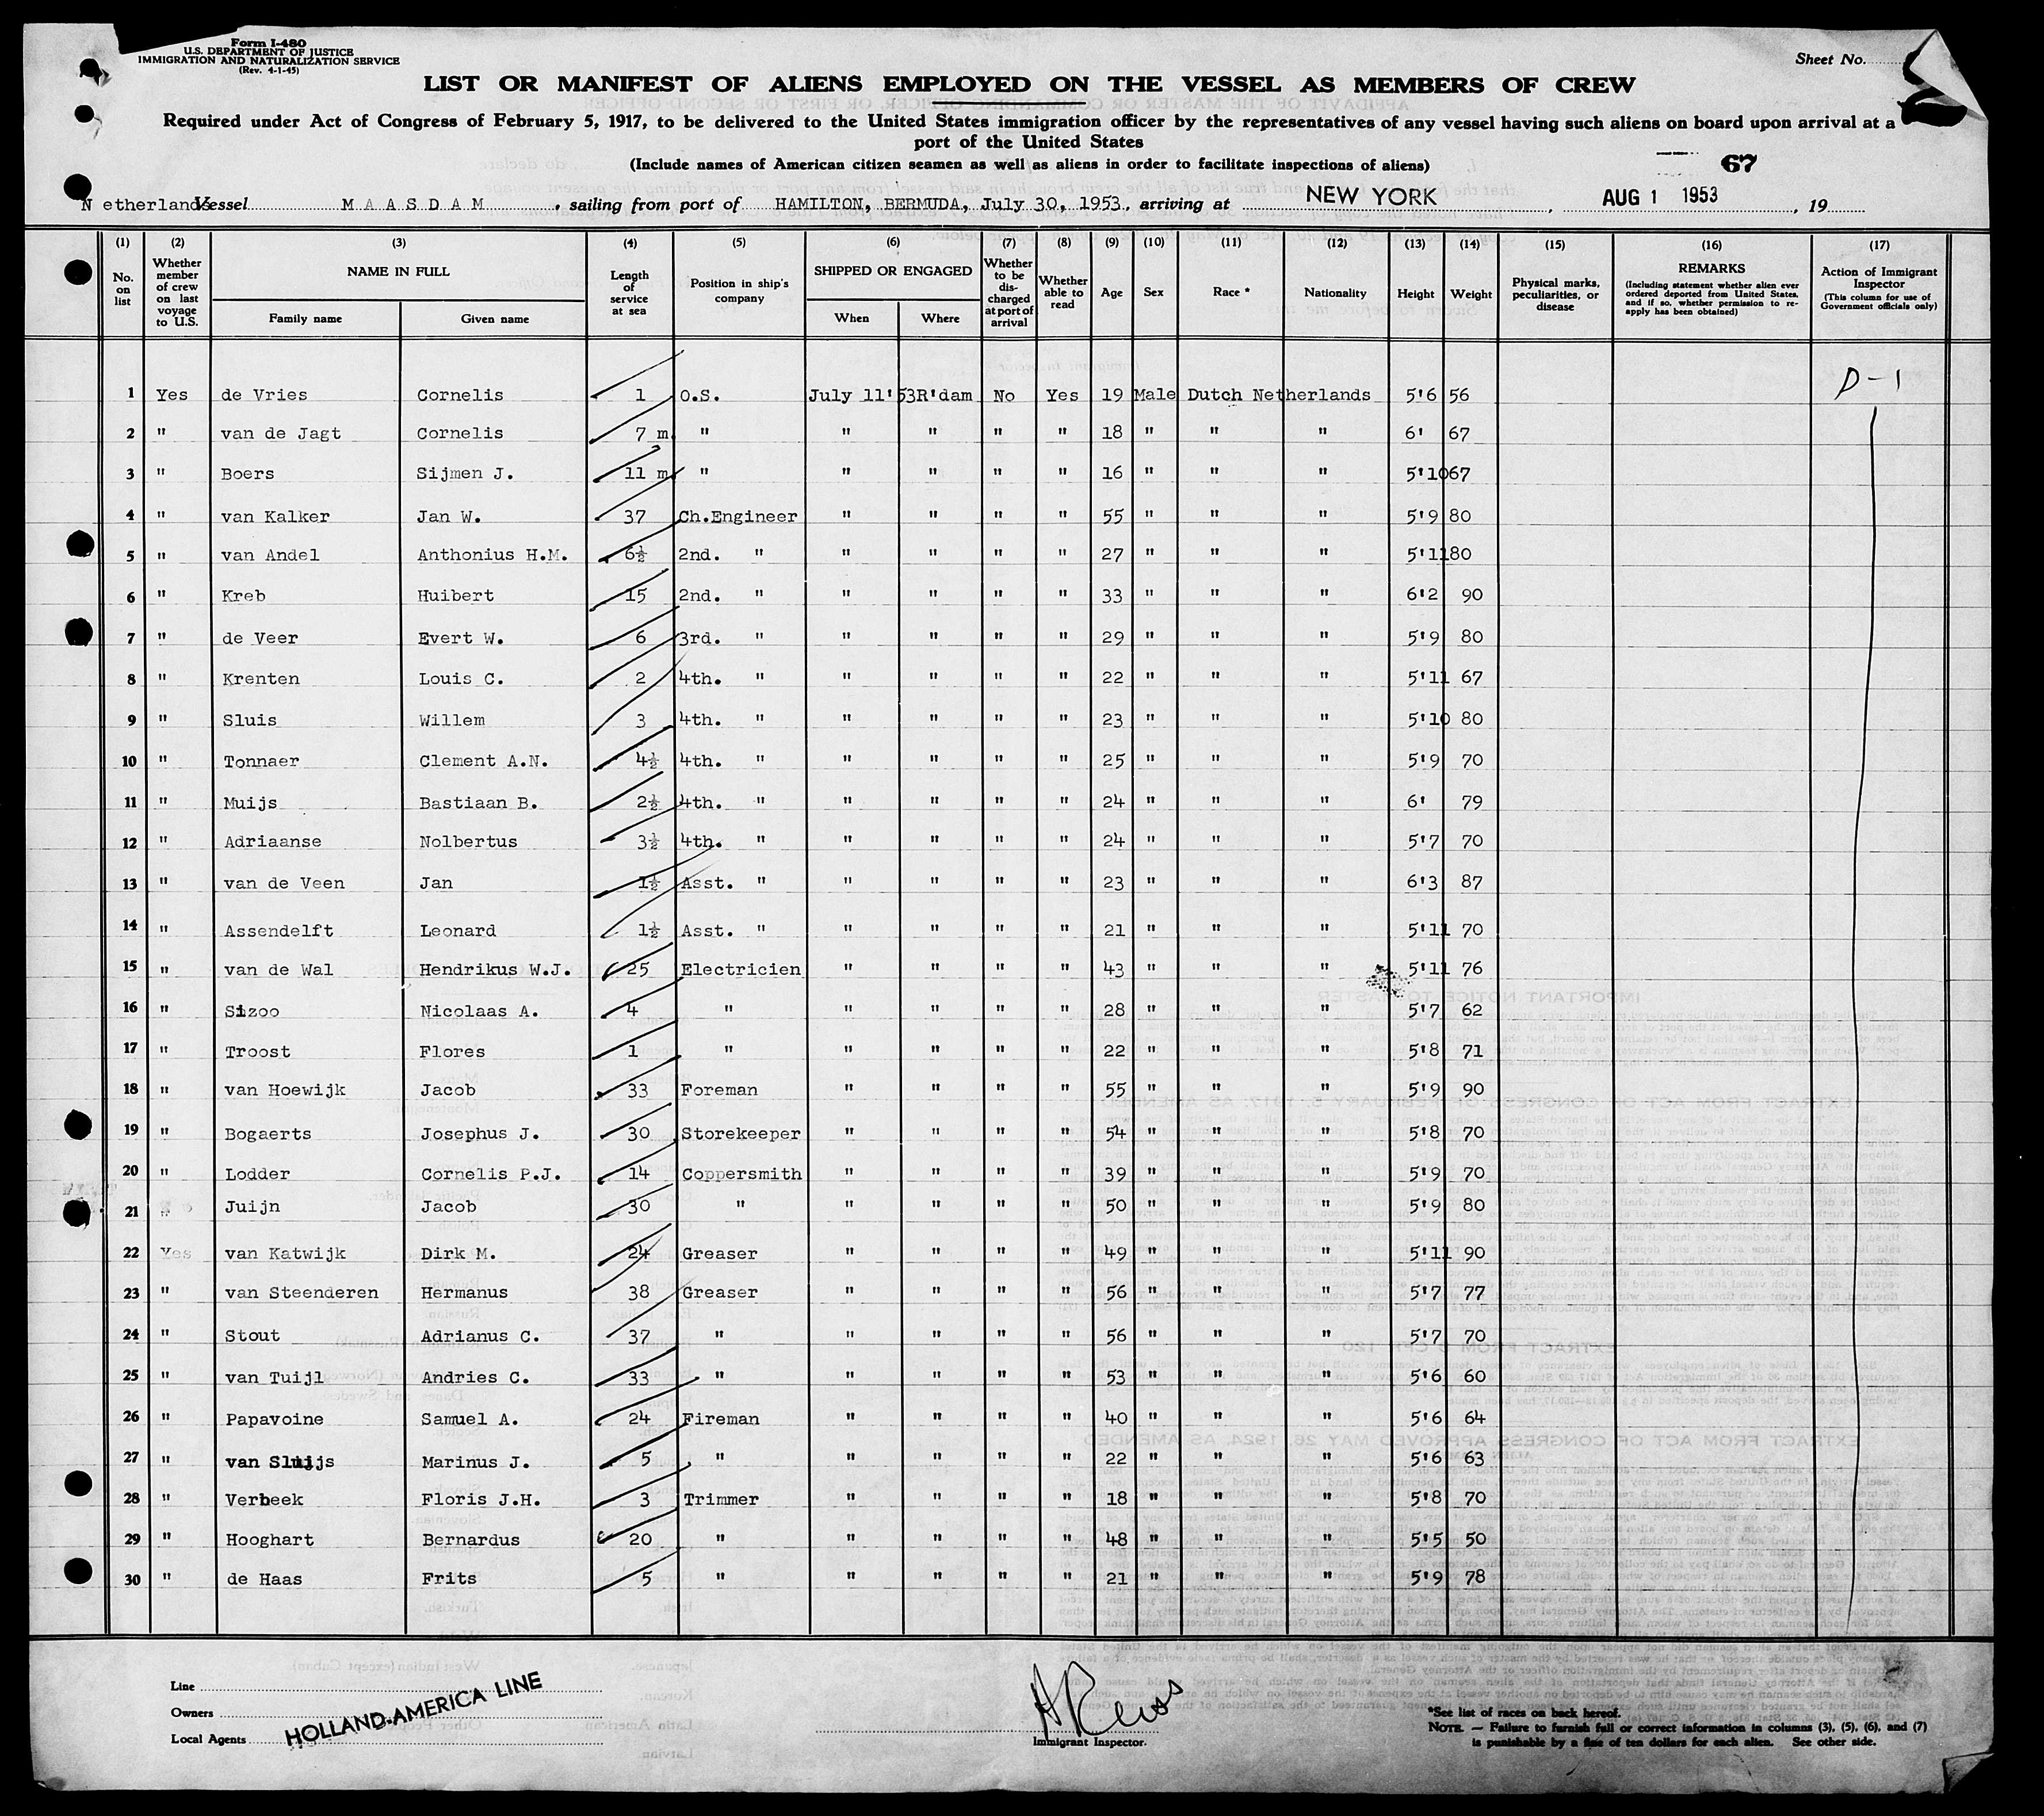 Form I-480
U.S. DEPARTMENT OF JUSTICE
IMMIGRATION AND NATURALIZATION SERVICE
(Rev. 4-1-45)
Sheet No.
LIST OR MANIFEST OF ALIENS EMPLOYED ON THE VESSEL AS MEMBERS OF CREW
Required under Act of Congress of February 5, 1917, to be delivered to the United States immigration officer by the representatives of any vessel having such aliens on board upon arrival at a
port of the United States
(Include names of American citizen seamen as well as aliens in order to facilitate inspections of aliens)
67
Netherlands Vessel MAASDAM, sailing from port of HAMILTON, BERMUDA, July 30, 1953, arriving at NEW YORK, AUG 1 1953, 19
(1) (2) (3) (4) (5) (6) (7) (8) (9) (10) (11) (12) (13) (14) (15) (16) (17)
No. on list
Whether member of crew on last voyage to U.S.
NAME IN FULL
Family name
Given name
Length of service at sea
Position in ship's company
SHIPPED OR ENGAGED
When
Where
Whether to be discharged at port of arrival
Whether able to read
Age
Sex
Race *
Nationality
Height
Weight
Physical marks, peculiarities, or disease
REMARKS
(Including statement whether alien ever ordered deported from United States, and if so, whether permission to re-apply has been obtained)
Action of Immigrant Inspector
(This column for use of Government officials only)
1 Yes de Vries Cornelis 1 O.S. July 11'53 R'dam No Yes 19 Male Dutch Netherlands 5'6 56 D-1
2 " van de Jagt Cornelis 7 m " " " " " 18 " " " 6' 67
3 " Boers Sijmen J. 11 m " " " " " 16 " " " 5'10 67
4 " van Kalker Jan W. 37 Ch.Engineer " " " " 55 " " " 5'9 80
5 " van Andel Anthonius H.M. 6½ 2nd. " " " " " 27 " " " 5'11 80
6 " Kreb Huibert 15 2nd. " " " " " 33 " " " 6'2 90
7 " de Veer Evert W. 6 3rd. " " " " " 29 " " " 5'9 80
8 " Krenten Louis C. 2 4th. " " " " " 22 " " " 5'11 67
9 " Sluis Willem 3 4th. " " " " " 23 " " " 5'10 80
10 " Tonnaer Clement A.N. 4½ 4th. " " " " " 25 " " " 5'9 70
11 " Muijs Bastiaan B. 2½ 4th. " " " " " 24 " " " 6' 79
12 " Adriaanse Nolbertus 3½ 4th. " " " " " 24 " " " 5'7 70
13 " van de Veen Jan 1½ Asst. " " " " " 23 " " " 6'3 87
14 " Assendelft Leonard 1½ Asst. " " " " " 21 " " " 5'11 70
15 " van de Wal Hendrikus W.J. 25 Electricien " " " " 43 " " " 5'11 76
16 " Sizoo Nicolaas A. 4 " " " " " 28 " " " 5'7 62
17 " Troost Flores 1 " " " " " 22 " " " 5'8 71
18 " van Hoewijk Jacob 33 Foreman " " " " 55 " " " 5'9 90
19 " Bogaerts Josephus J. 30 Storekeeper " " " " 54 " " " 5'8 70
20 " Lodder Cornelis P.J. 14 Coppersmith " " " " 39 " " " 5'9 70
21 " Juijn Jacob 30 " " " " " 50 " " " 5'9 80
22 Yes van Katwijk Dirk M. 24 Greaser " " " " 49 " " " 5'11 90
23 " van Steenderen Hermanus 38 Greaser " " " " 56 " " " 5'7 77
24 " Stout Adrianus C. 37 " " " " " 56 " " " 5'7 70
25 " van Tuijl Andries C. 33 " " " " " 53 " " " 5'6 60
26 " Papavoine Samuel A. 24 Fireman " " " " 40 " " " 5'6 64
27 " van Sluijs Marinus J. 5 " " " " " 22 " " " 5'6 63
28 " Verbeek Floris J.H. 3 Trimmer " " " " 18 " " " 5'8 70
29 " Hooghart Bernardus 20 " " " " " 48 " " " 5'5 50
30 " de Haas Frits 5 " " " " " 21 " " " 5'9 78
Line
Owners
Local Agents
HOLLAND-AMERICA LINE
Immigrant Inspector.
*See list of races on back hereof.
NOTE. — Failure to furnish full or correct information in columns (3), (5), (6), and (7)
is punishable by a fine of ten dollars for each alien. See other side.